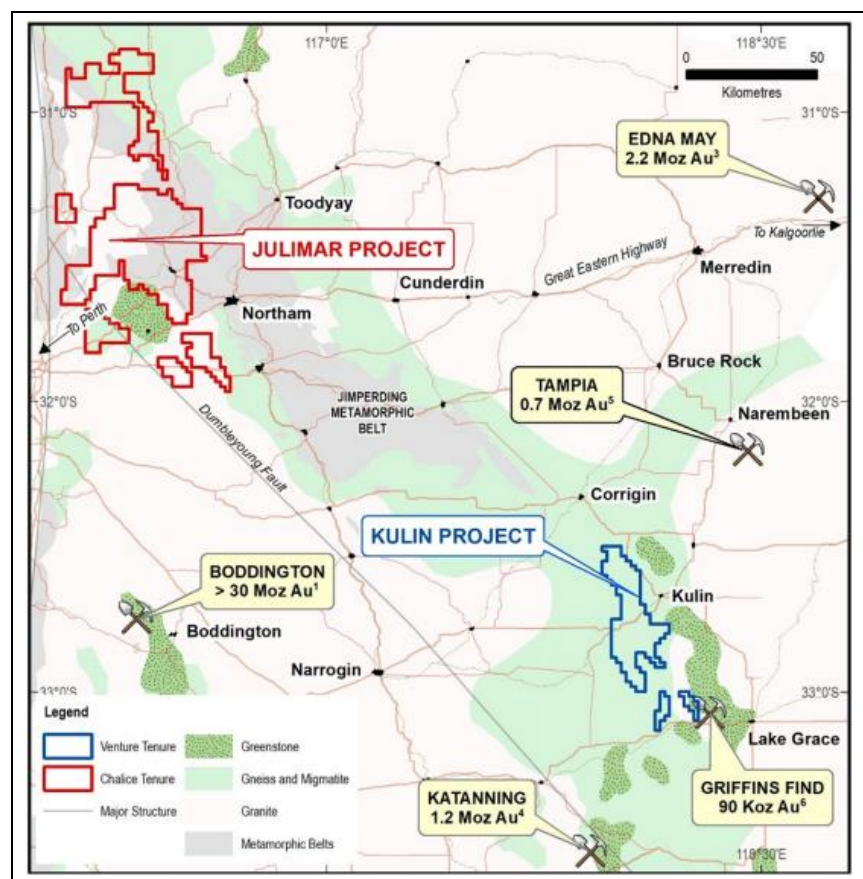 117°0'E
118°30'E
0
50
Kilometres
31°0'S
31°0'S
EDNA MAY
2.2 Moz Au³
Toodyay
To Kalgoorlie
JULIMAR PROJECT
Great Eastern Highway
Merredin
Cunderdin
Northam
To Perth
Bruce Rock
TAMPIA
0.7 Moz Au⁵
32°0'S
32°0'S
JIMPERDING
METAMORPHIC
BELT
Narembeen
Dumbleyoung Fault
Corrigin
KULIN PROJECT
BODDINGTON
> 30 Moz Au¹
Kulin
Boddington
Narrogin
33°0'S
33°0'S
Legend
Venture Tenure
Greenstone
Chalice Tenure
Gneiss and Migmatite
Major Structure
Granite
Metamorphic Belts
Lake Grace
GRIFFINS FIND
90 Koz Au⁶
KATANNING
1.2 Moz Au⁴
117°0'E
118°30'E